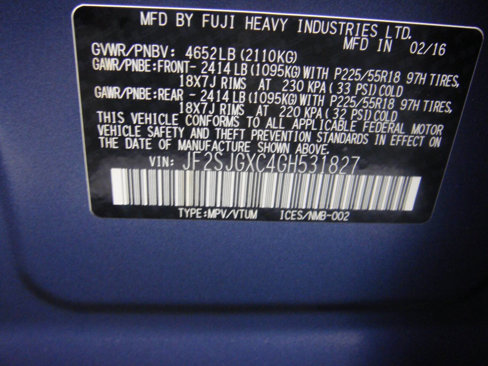 MFD BY FUJI HEAVY INDUSTRIES LTD.
MFD IN 02/16
GVWR/PNBV: 4652LB (2110KG)
GAWR/PNBE:FRONT- 2414 LB (1095KG) WITH P225/55R18 97H TIRES,
18X7J RIMS AT 230 KPA ( 33 PSI) COLD
GAWR/PNBE:REAR - 2414 LB (1095KG) WITH P225/55R18 97H TIRES,
18X7J RIMS AT 220 KPA ( 32 PSI) COLD
THIS VEHICLE CONFORMS TO ALL APPLICABLE FEDERAL MOTOR
VEHICLE SAFETY AND THEFT PREVENTION STANDARDS IN EFFECT ON
THE DATE OF MANUFACTURE SHOWN ABOVE.
VIN: JF2SJGXC4GH531827
TYPE:MPV/VTUM ICES/NMB-002